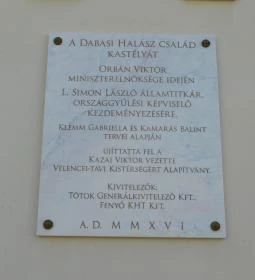 A DABASI HALÁSZ CSALÁD
KASTÉLYÁT
ORBÁN VIKTOR
MINISZTERELNÖKSÉGE IDEJÉN
L. SIMON LÁSZLÓ ÁLLAMTITKÁR,
ORSZÁGGYŰLÉSI KÉPVISELŐ
KEZDEMÉNYEZÉSÉRE,
KLEMM GABRIELLA ÉS KAMARÁS BÁLINT
TERVEI ALAPJÁN
ÚJÍTTATTA FEL A
KAZAI VIKTOR VEZETTE
VELENCEI-TAVI KISTÉRSÉGÉRT ALAPÍTVÁNY.
KIVITELEZŐK:
TÓTOK GENERÁLKIVITELEZŐ KFT.,
FENYŐ KHT KFT.
A.D. MMXVI